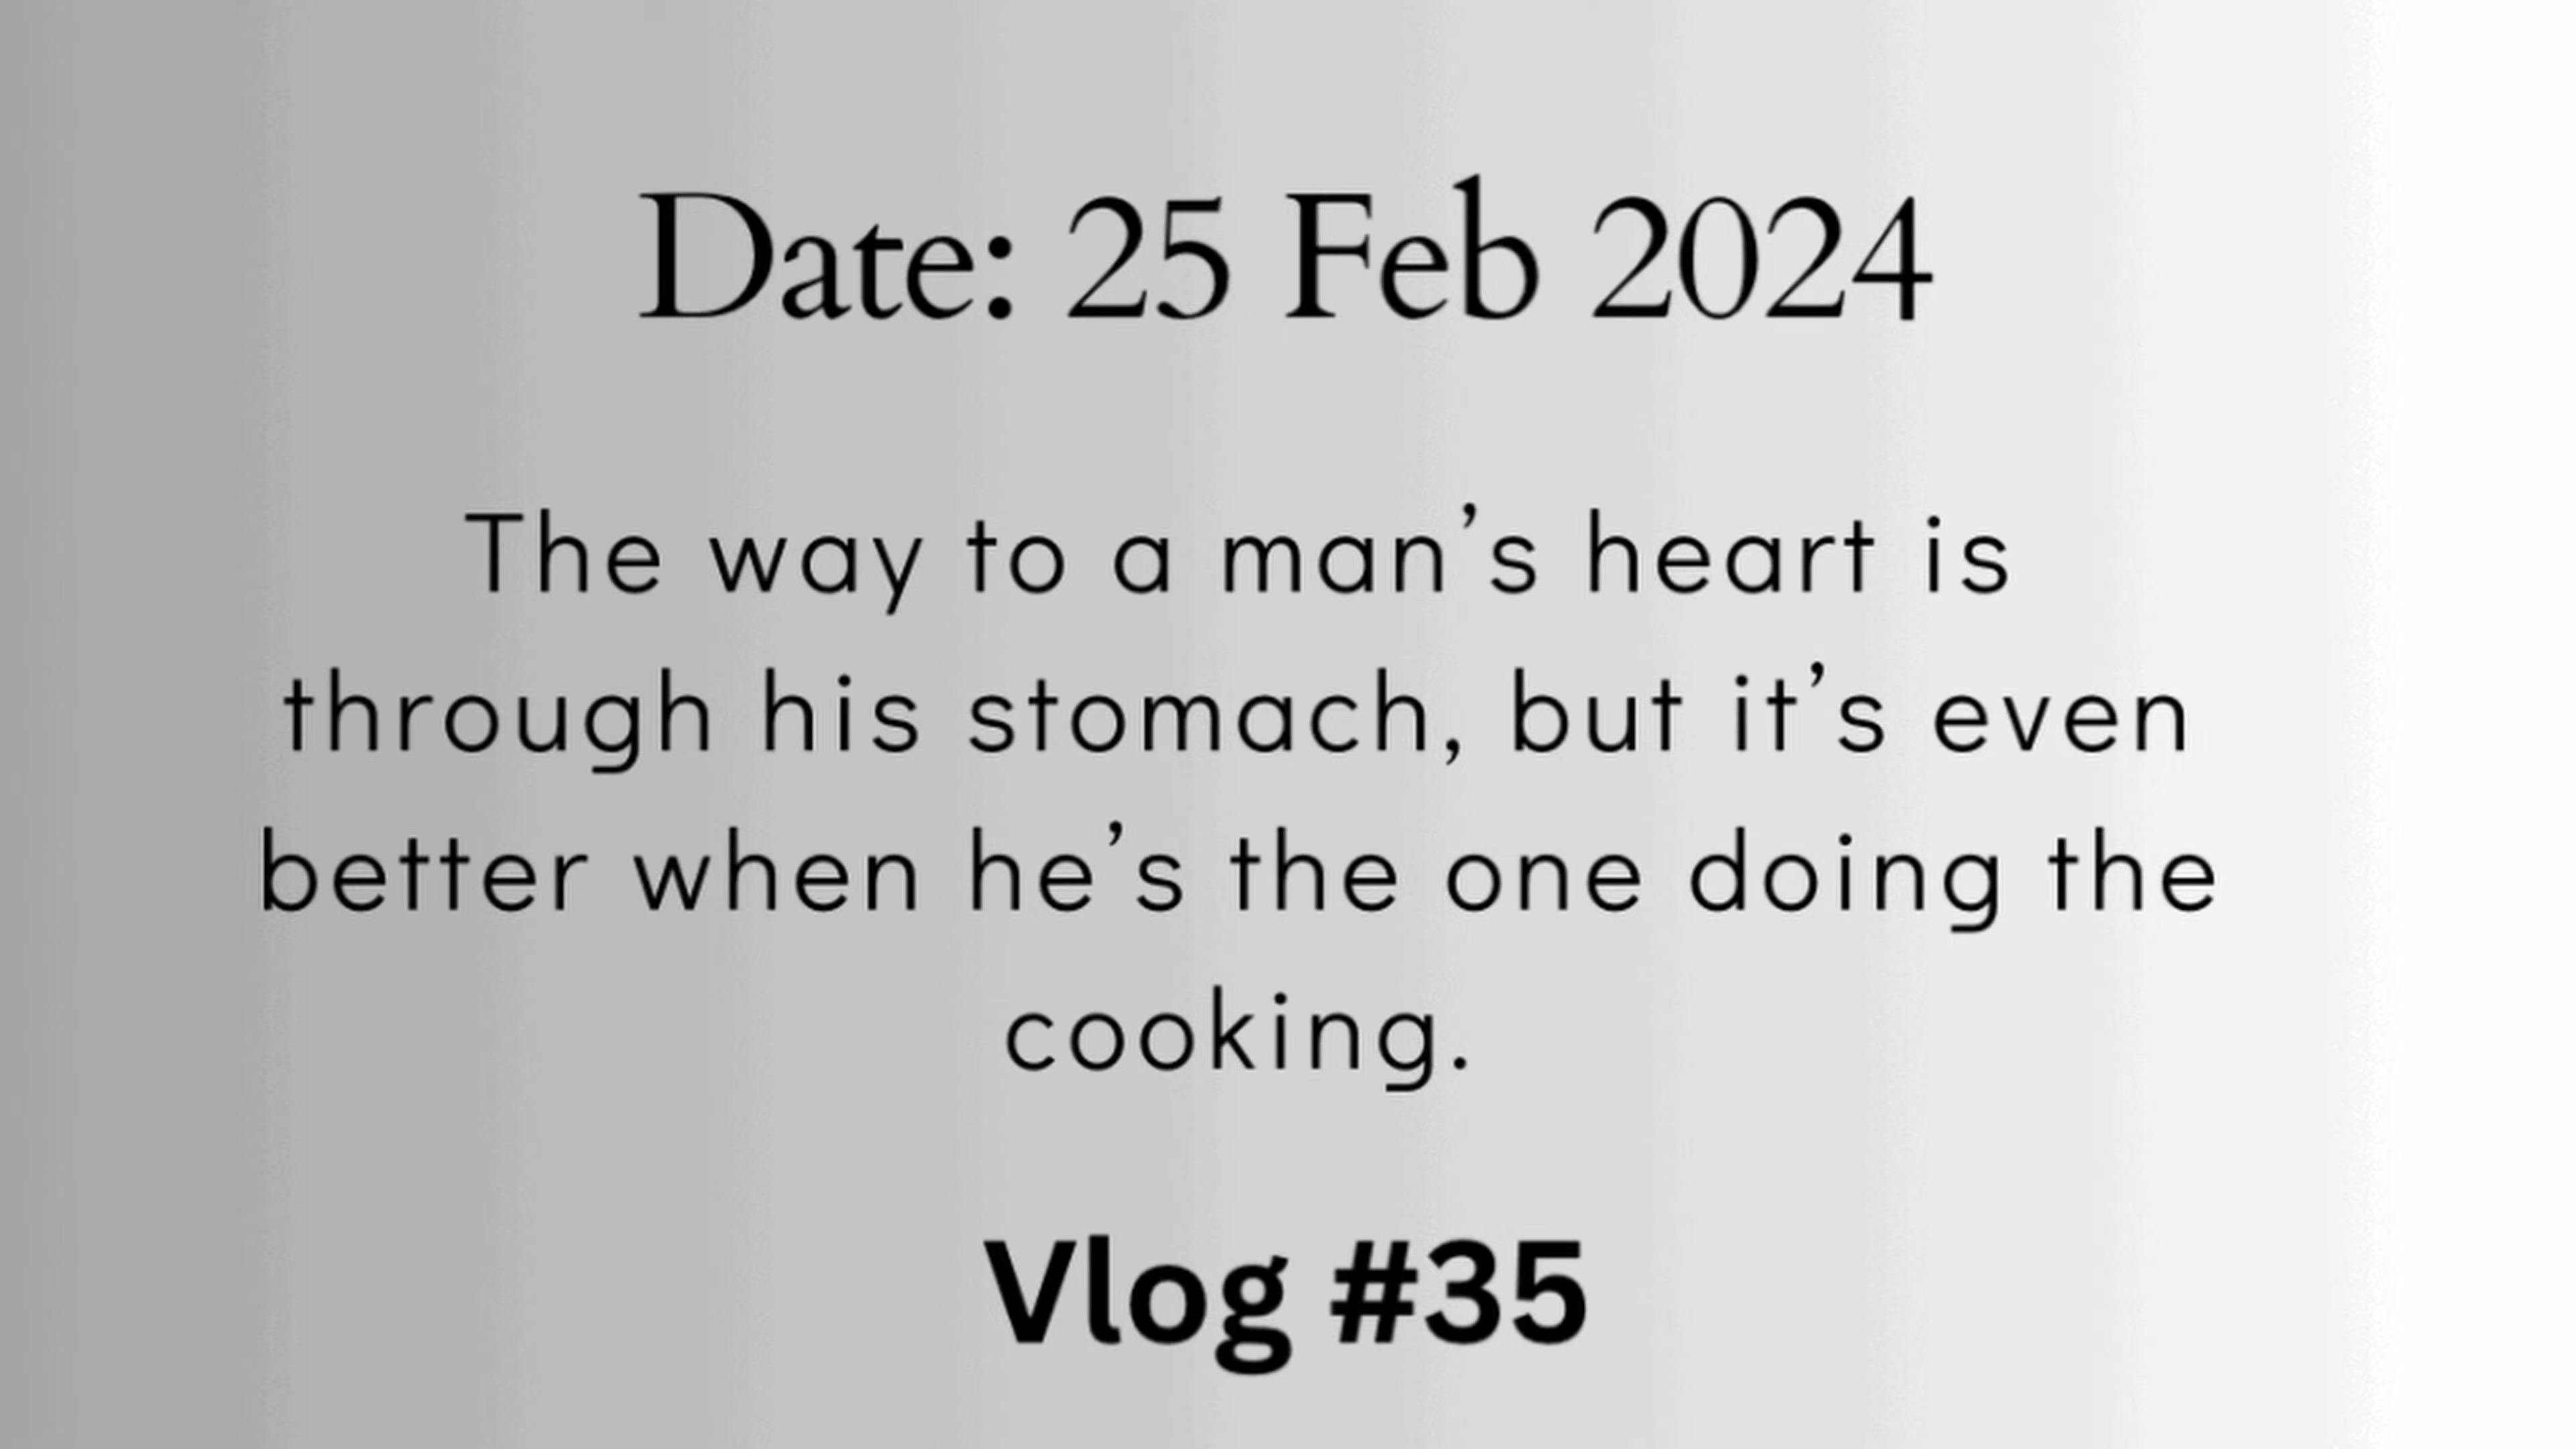 Date: 25 Feb 2024
The way to a man’s heart is
through his stomach, but it’s even
better when he’s the one doing the
cooking.
Vlog #35